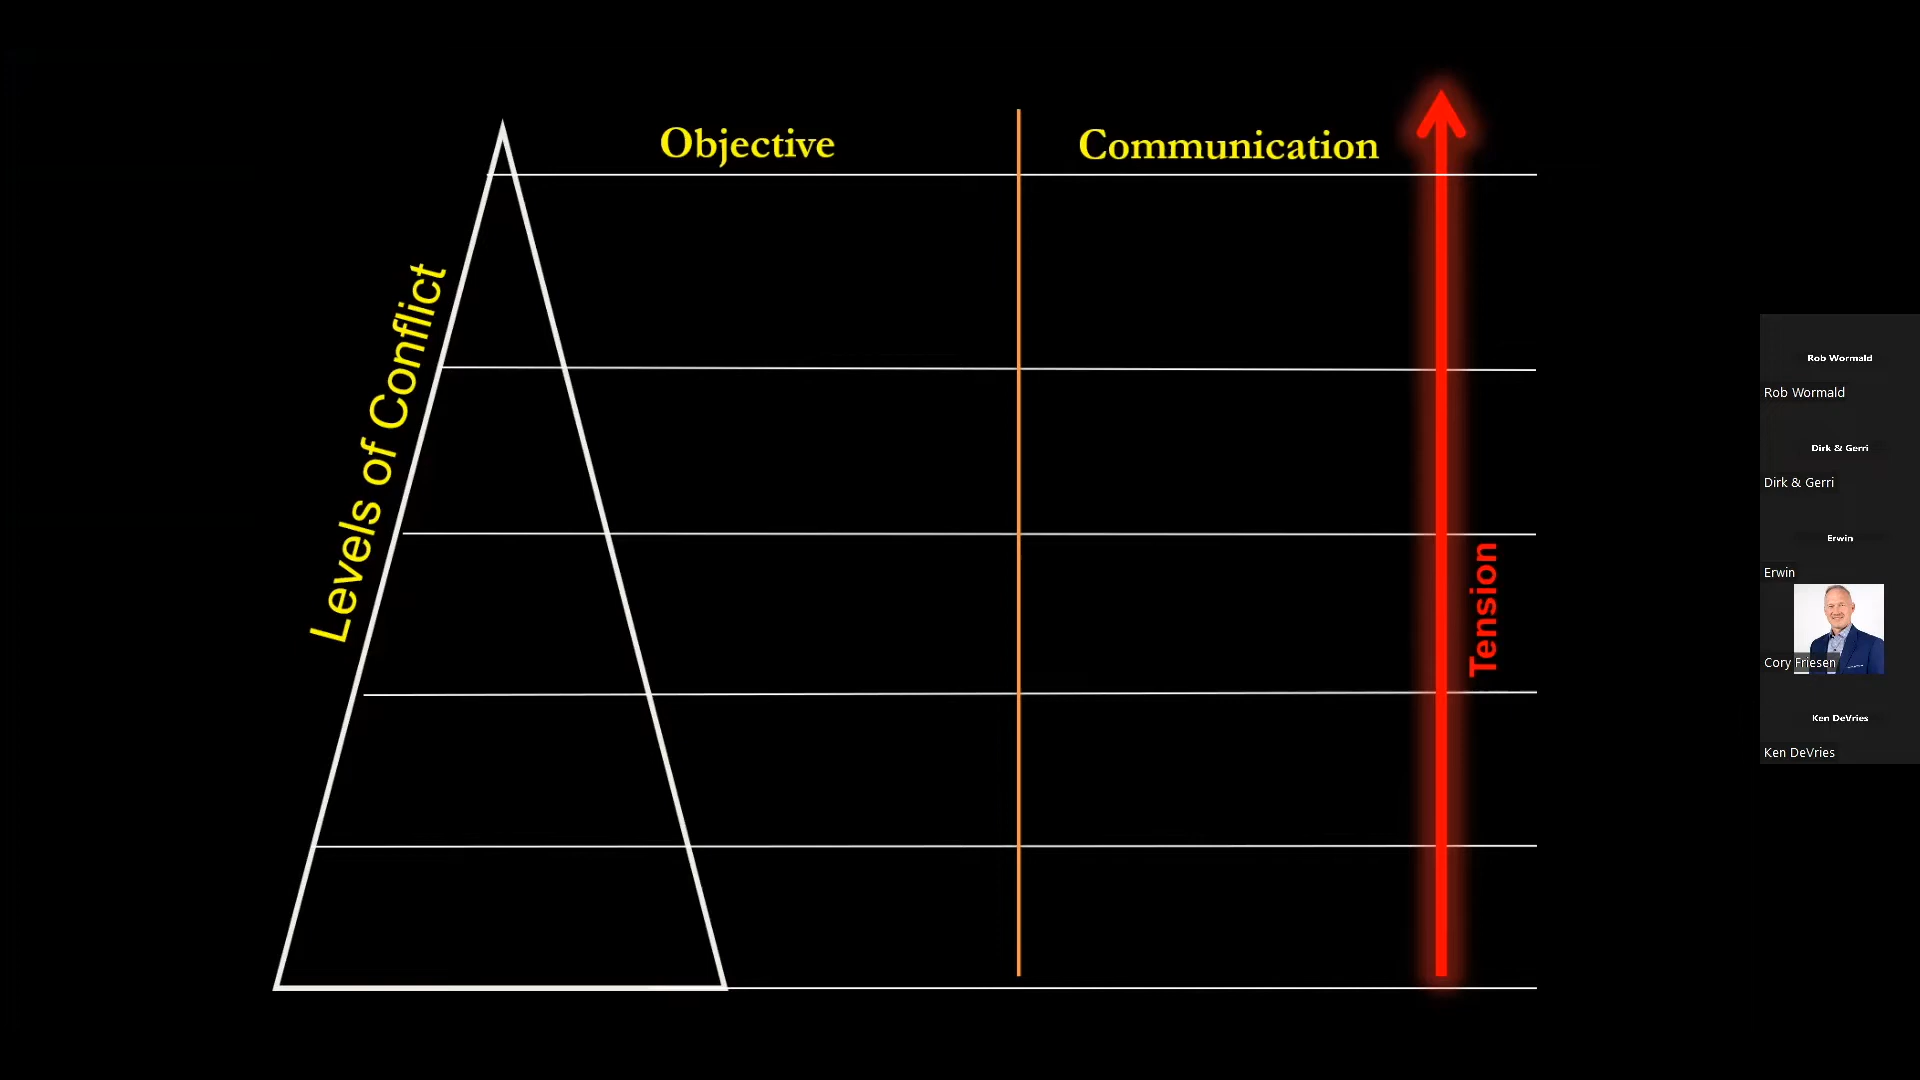 Objective
Communication
Levels of Conflict
Tension
Rob Wormald
Rob Wormald
Dirk & Gerri
Dirk & Gerri
Erwin
Erwin
Cory Friesen
Ken DeVries
Ken DeVries